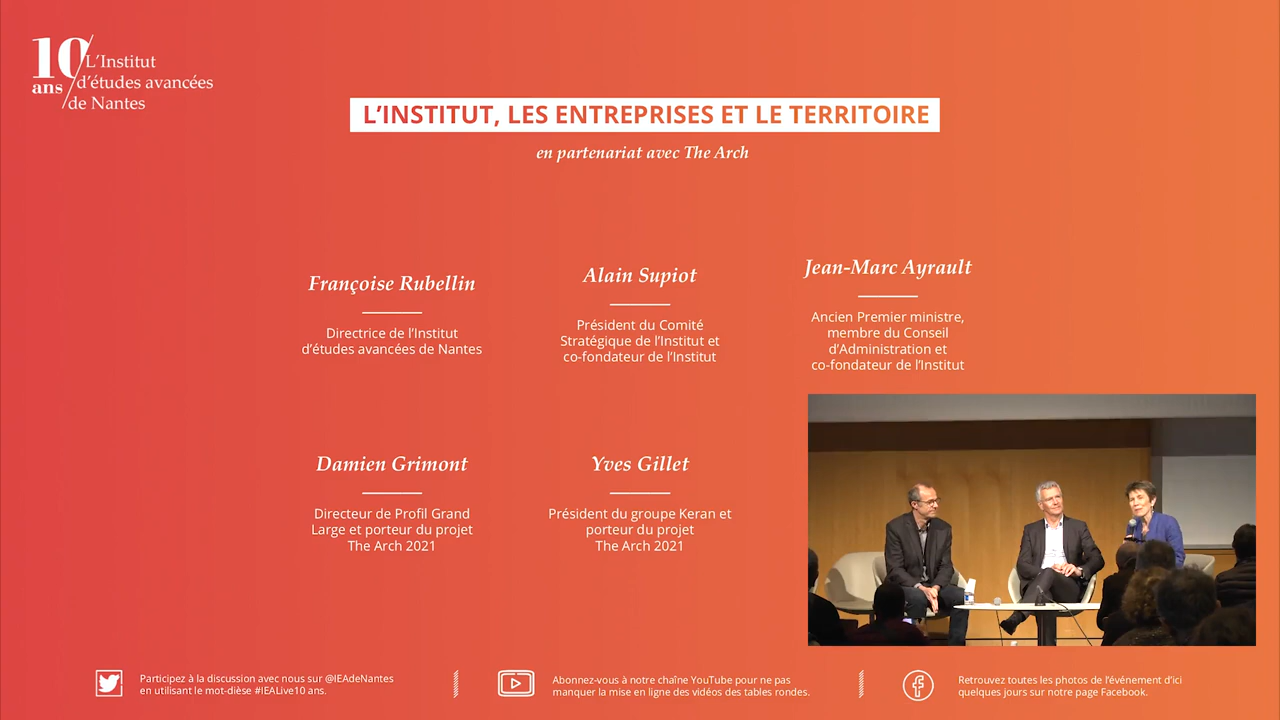 10
ans
L'Institut
d'études avancées
de Nantes
L'INSTITUT, LES ENTREPRISES ET LE TERRITOIRE
en partenariat avec The Arch
Françoise Rubellin
Directrice de l'Institut
d'études avancées de Nantes
Alain Supiot
Président du Comité
Stratégique de l'Institut et
co-fondateur de l'Institut
Jean-Marc Ayrault
Ancien Premier ministre,
membre du Conseil
d'Administration et
co-fondateur de l'Institut
Damien Grimont
Directeur de Profil Grand
Large et porteur du projet
The Arch 2021
Yves Gillet
Président du groupe Keran et
porteur du projet
The Arch 2021
Participez à la discussion avec nous sur @IEAdeNantes
en utilisant le mot-dièse #IEALive10 ans.
Abonnez-vous à notre chaîne YouTube pour ne pas
manquer la mise en ligne des vidéos des tables rondes.
Retrouvez toutes les photos de l'événement d'ici
quelques jours sur notre page Facebook.